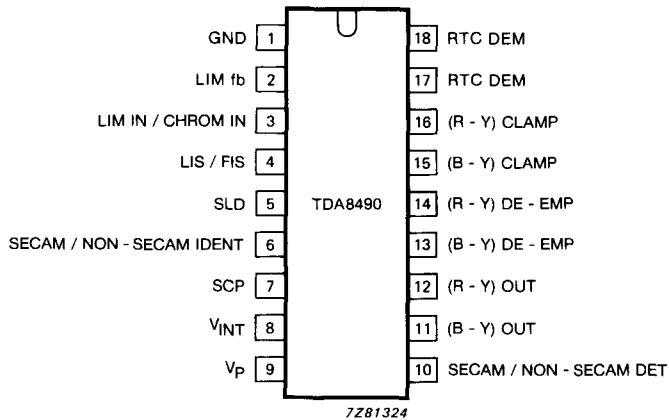 GND 1 18 RTC DEM
LIM fb 2 17 RTC DEM
LIM IN / CHROM IN 3 16 (R - Y) CLAMP
LIS / FIS 4 15 (B - Y) CLAMP
SLD 5 TDA8490 14 (R - Y) DE - EMP
SECAM / NON - SECAM IDENT 6 13 (B - Y) DE - EMP
SCP 7 12 (R - Y) OUT
VINT 8 11 (B - Y) OUT
VP 9 10 SECAM / NON - SECAM DET
7Z81324